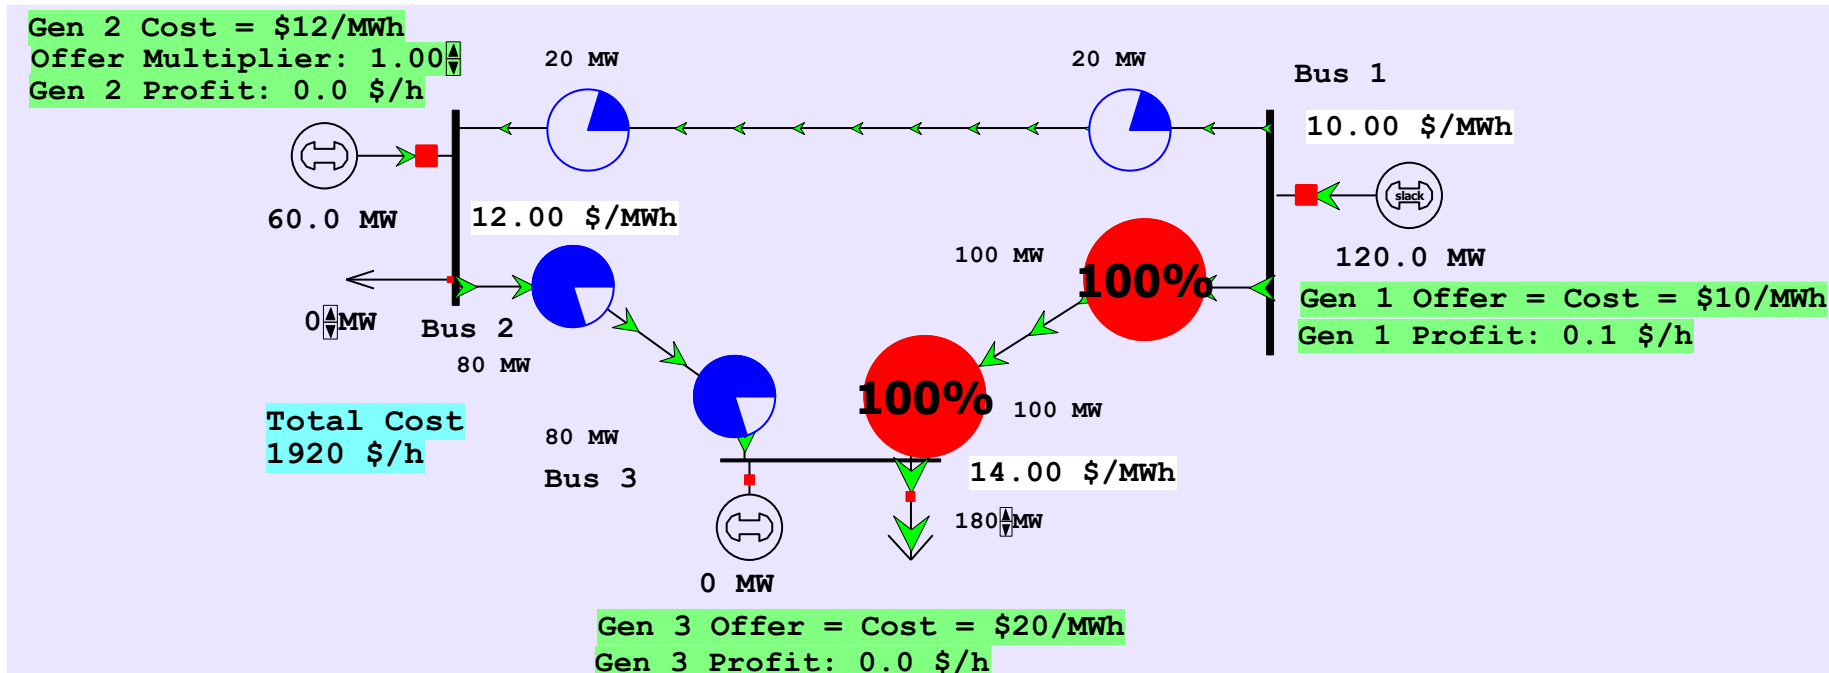 Gen 2 Cost = $12/MWh
Offer Multiplier: 1.00
Gen 2 Profit: 0.0 $/h
20 MW
20 MW
Bus 1
10.00 $/MWh
slack
60.0 MW
12.00 $/MWh
100 MW
100%
120.0 MW
Gen 1 Offer = Cost = $10/MWh
Gen 1 Profit: 0.1 $/h
0 MW
Bus 2
80 MW
Total Cost
1920 $/h
100%
100 MW
80 MW
Bus 3
14.00 $/MWh
180 MW
0 MW
Gen 3 Offer = Cost = $20/MWh
Gen 3 Profit: 0.0 $/h